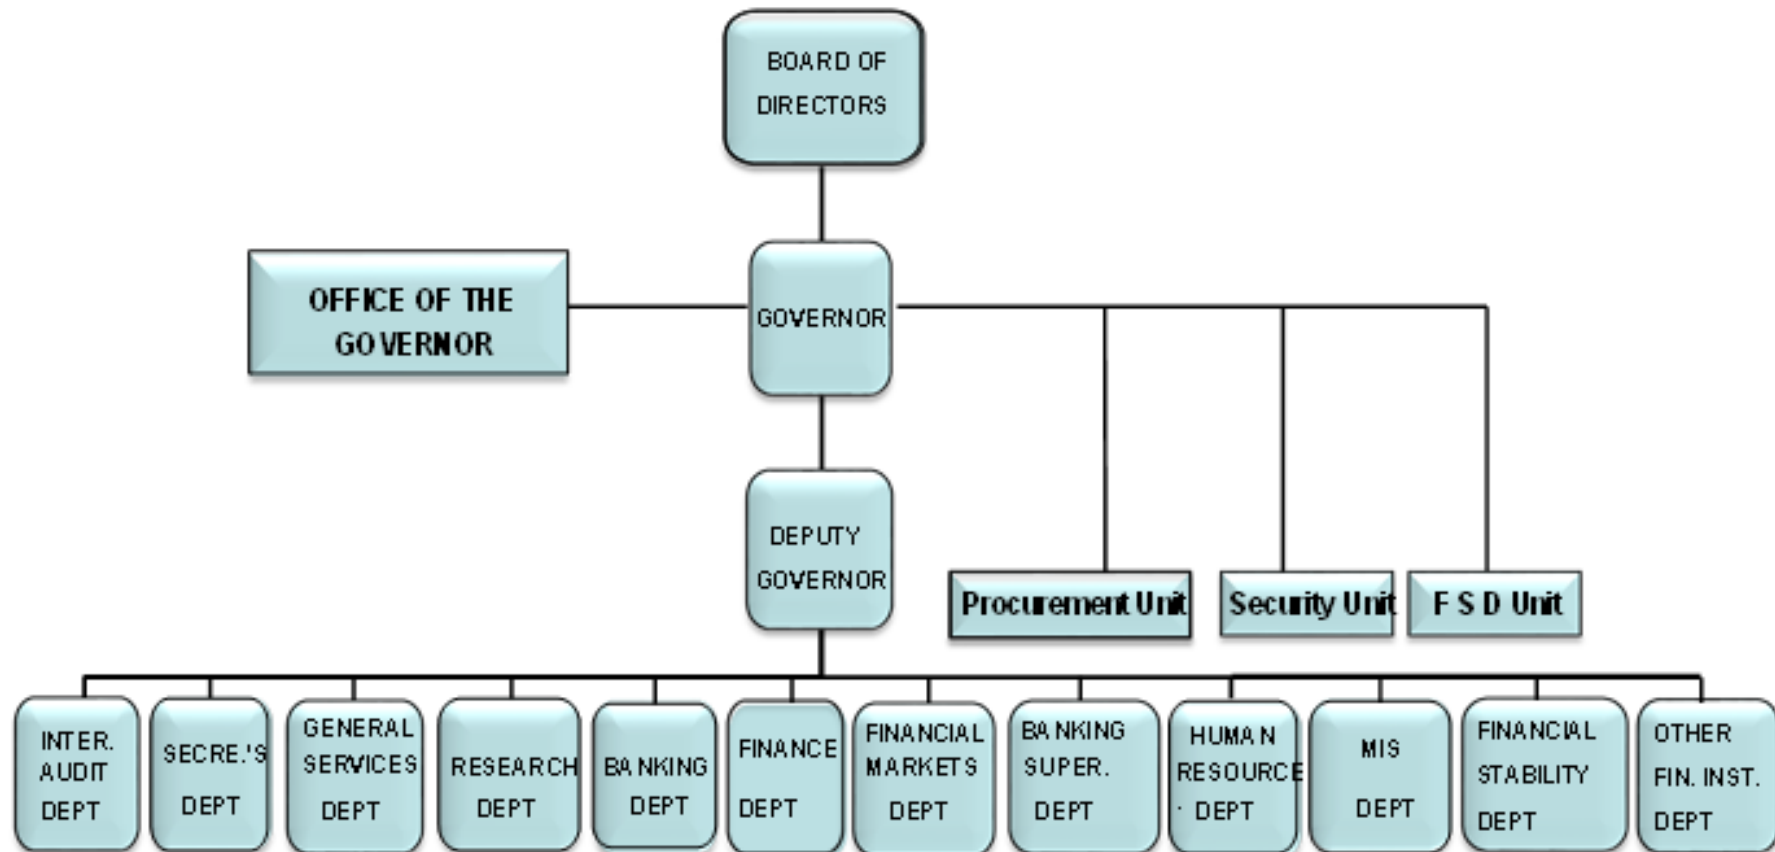 BOARD OF
DIRECTORS
OFFICE OF THE
GOVERNOR
GOVERNOR
DEPUTY
GOVERNOR
Procurement Unit
Security Unit
F S D Unit
INTER.
AUDIT
DEPT
SECRE.'S
DEPT
GENERAL
SERVICES
DEPT
RESEARCH
DEPT
BANKING
DEPT
FINANCE
DEPT
FINANCIAL
MARKETS
DEPT
BANKING
SUPER.
DEPT
HUMAN
RESOURCE
. DEPT
MIS
DEPT
FINANCIAL
STABILITY
DEPT
OTHER
FIN. INST.
DEPT